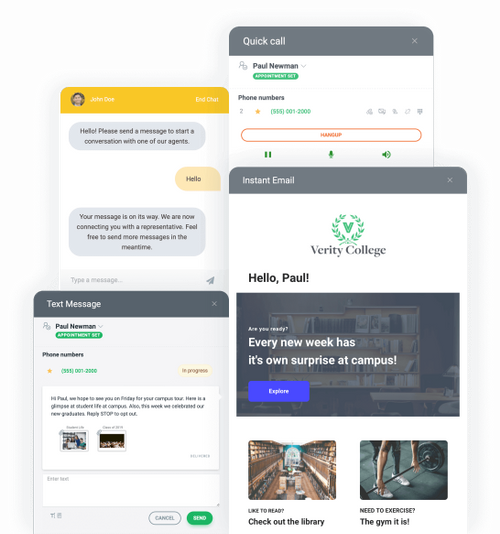 Quick call
Paul Newman
APPOINTMENT SET
Phone numbers
2
(555) 001-2000
HANGUP
John Doe
End Chat
Hello! Please send a message to start a
conversation with one of our agents.
Hello
Your message is on its way. We are now
connecting you with a representative. Feel
free to send more messages in the
meantime.
Type a message...
Instant Email
V
Verity College
Hello, Paul!
Are you ready?
Every new week has
it's own surprise at campus!
Explore
LIKE TO READ?
Check out the library
NEED TO EXERCISE?
The gym it is!
Text Message
Paul Newman
APPOINTMENT SET
Phone numbers
(555) 001-2000
In progress
Hi Paul, we hope to see you on Friday for your campus tour. Here is a
glimpse at student life at campus. Also, this week we celebrated our
new graduates. Reply STOP to opt out.
Student Life
Class of 2019
Enter text
CANCEL
SEND